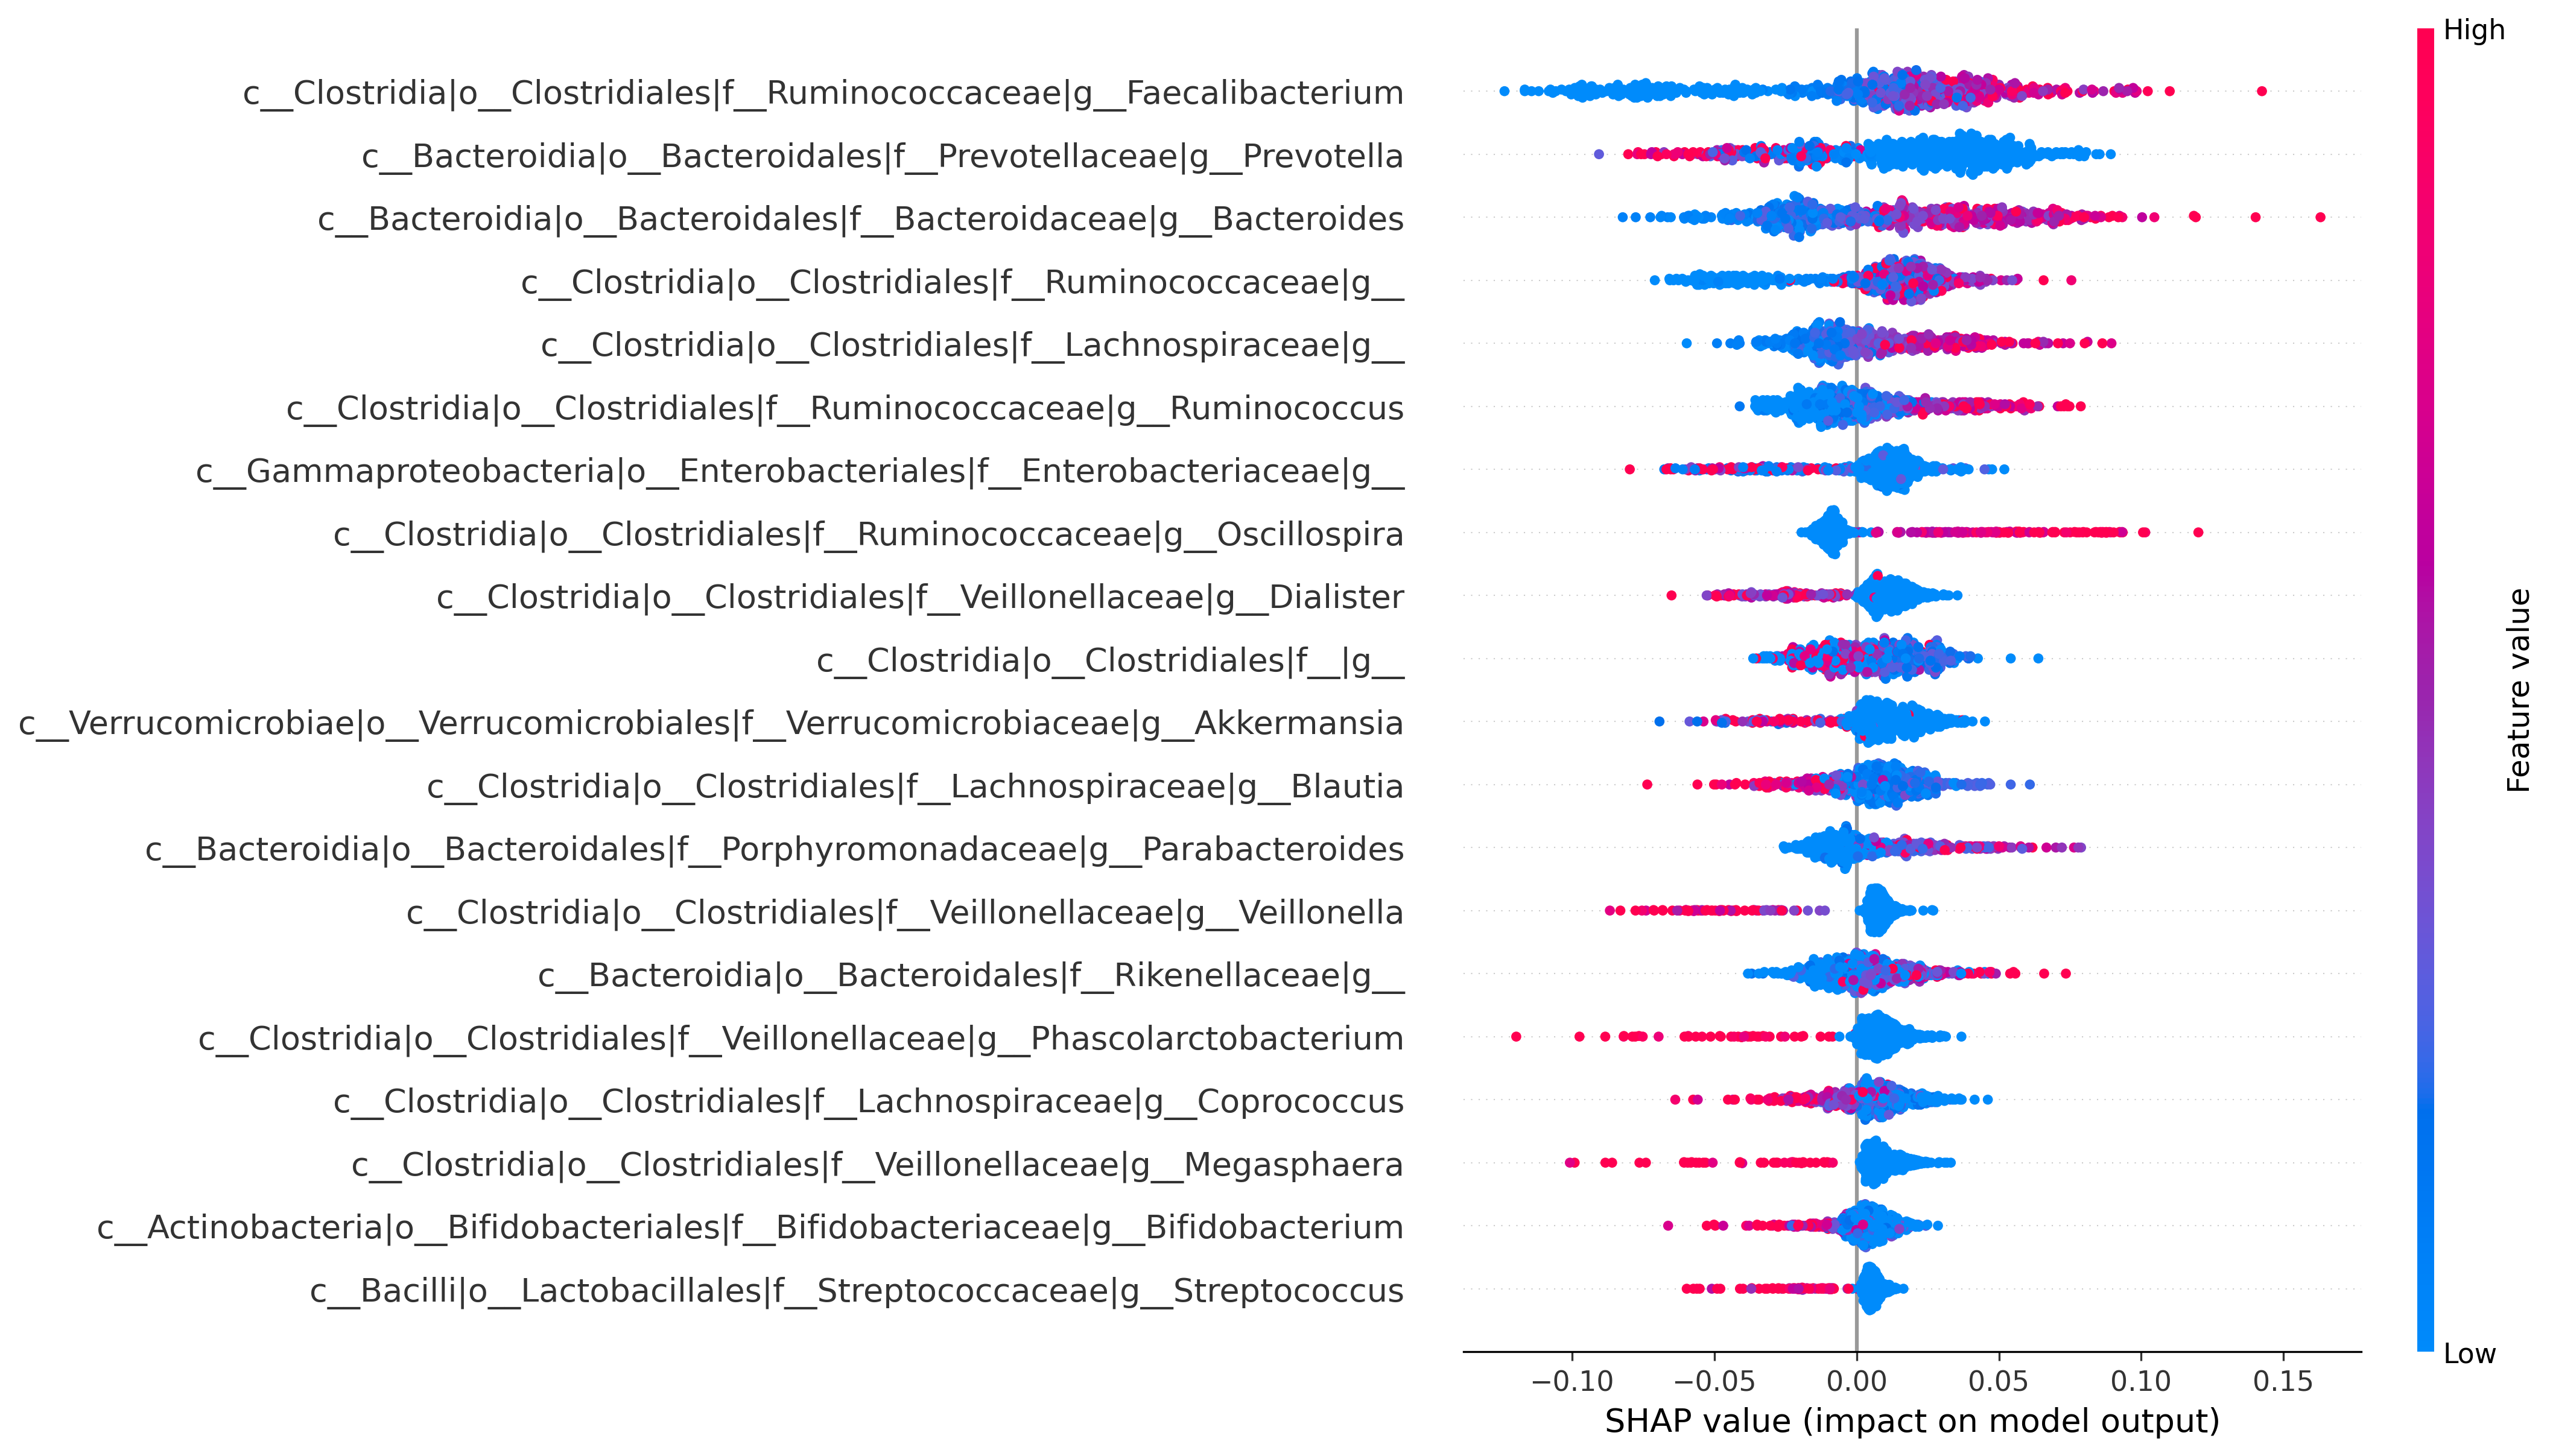 High
c__Clostridia|o__Clostridiales|f__Ruminococcaceae|g__Faecalibacterium
c__Bacteroidia|o__Bacteroidales|f__Prevotellaceae|g__Prevotella
c__Bacteroidia|o__Bacteroidales|f__Bacteroidaceae|g__Bacteroides
c__Clostridia|o__Clostridiales|f__Ruminococcaceae|g__
c__Clostridia|o__Clostridiales|f__Lachnospiraceae|g__
c__Clostridia|o__Clostridiales|f__Ruminococcaceae|g__Ruminococcus
c__Gammaproteobacteria|o__Enterobacteriales|f__Enterobacteriaceae|g__
c__Clostridia|o__Clostridiales|f__Ruminococcaceae|g__Oscillospira
c__Clostridia|o__Clostridiales|f__Veillonellaceae|g__Dialister
c__Clostridia|o__Clostridiales|f__|g__
c__Verrucomicrobiae|o__Verrucomicrobiales|f__Verrucomicrobiaceae|g__Akkermansia
c__Clostridia|o__Clostridiales|f__Lachnospiraceae|g__Blautia
c__Bacteroidia|o__Bacteroidales|f__Porphyromonadaceae|g__Parabacteroides
c__Clostridia|o__Clostridiales|f__Veillonellaceae|g__Veillonella
c__Bacteroidia|o__Bacteroidales|f__Rikenellaceae|g__
c__Clostridia|o__Clostridiales|f__Veillonellaceae|g__Phascolarctobacterium
c__Clostridia|o__Clostridiales|f__Lachnospiraceae|g__Coprococcus
c__Clostridia|o__Clostridiales|f__Veillonellaceae|g__Megasphaera
c__Actinobacteria|o__Bifidobacteriales|f__Bifidobacteriaceae|g__Bifidobacterium
c__Bacilli|o__Lactobacillales|f__Streptococcaceae|g__Streptococcus
Feature value
Low
−0.10 −0.05 0.00 0.05 0.10 0.15
SHAP value (impact on model output)